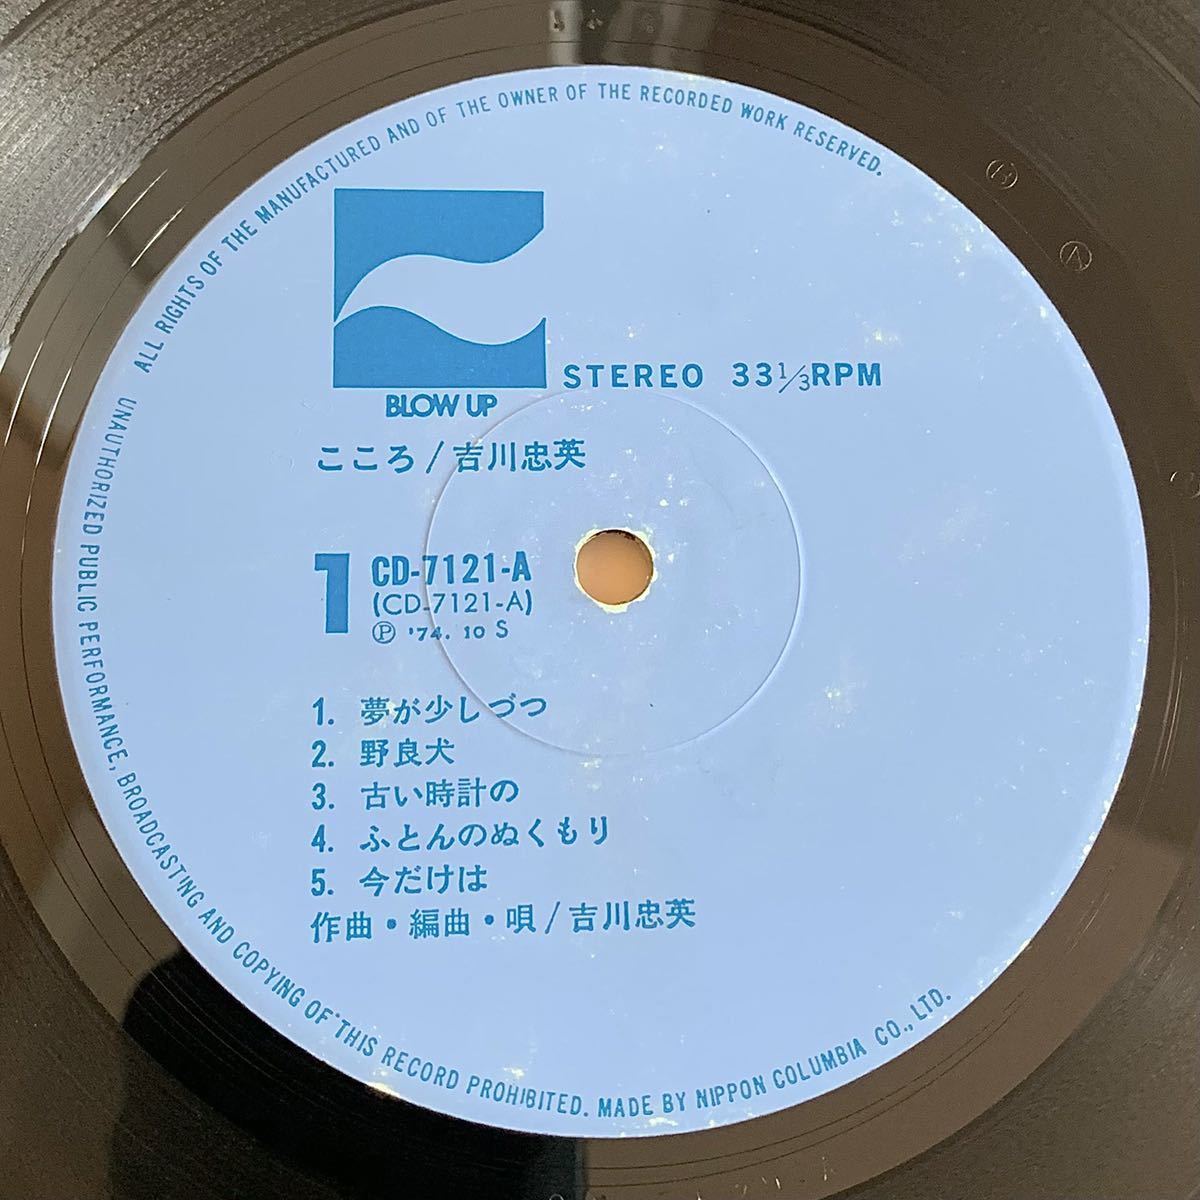 ALL RIGHTS OF THE MANUFACTURED AND OF THE OWNER OF THE RECORDED WORK RESERVED.
BLOW UP
STEREO 33 1/3 RPM
こころ/吉川忠英
1
CD-7121-A
(CD-7121-A)
Ⓟ '74. 10 S
1. 夢が少しづつ
2. 野良犬
3. 古い時計の
4. ふとんのぬくもり
5. 今だけは
作曲・編曲・唄/吉川忠英
UNAUTHORIZED PUBLIC PERFORMANCE, BROADCASTING AND COPYING OF THIS RECORD PROHIBITED. MADE BY NIPPON COLUMBIA CO., LTD.
B
A